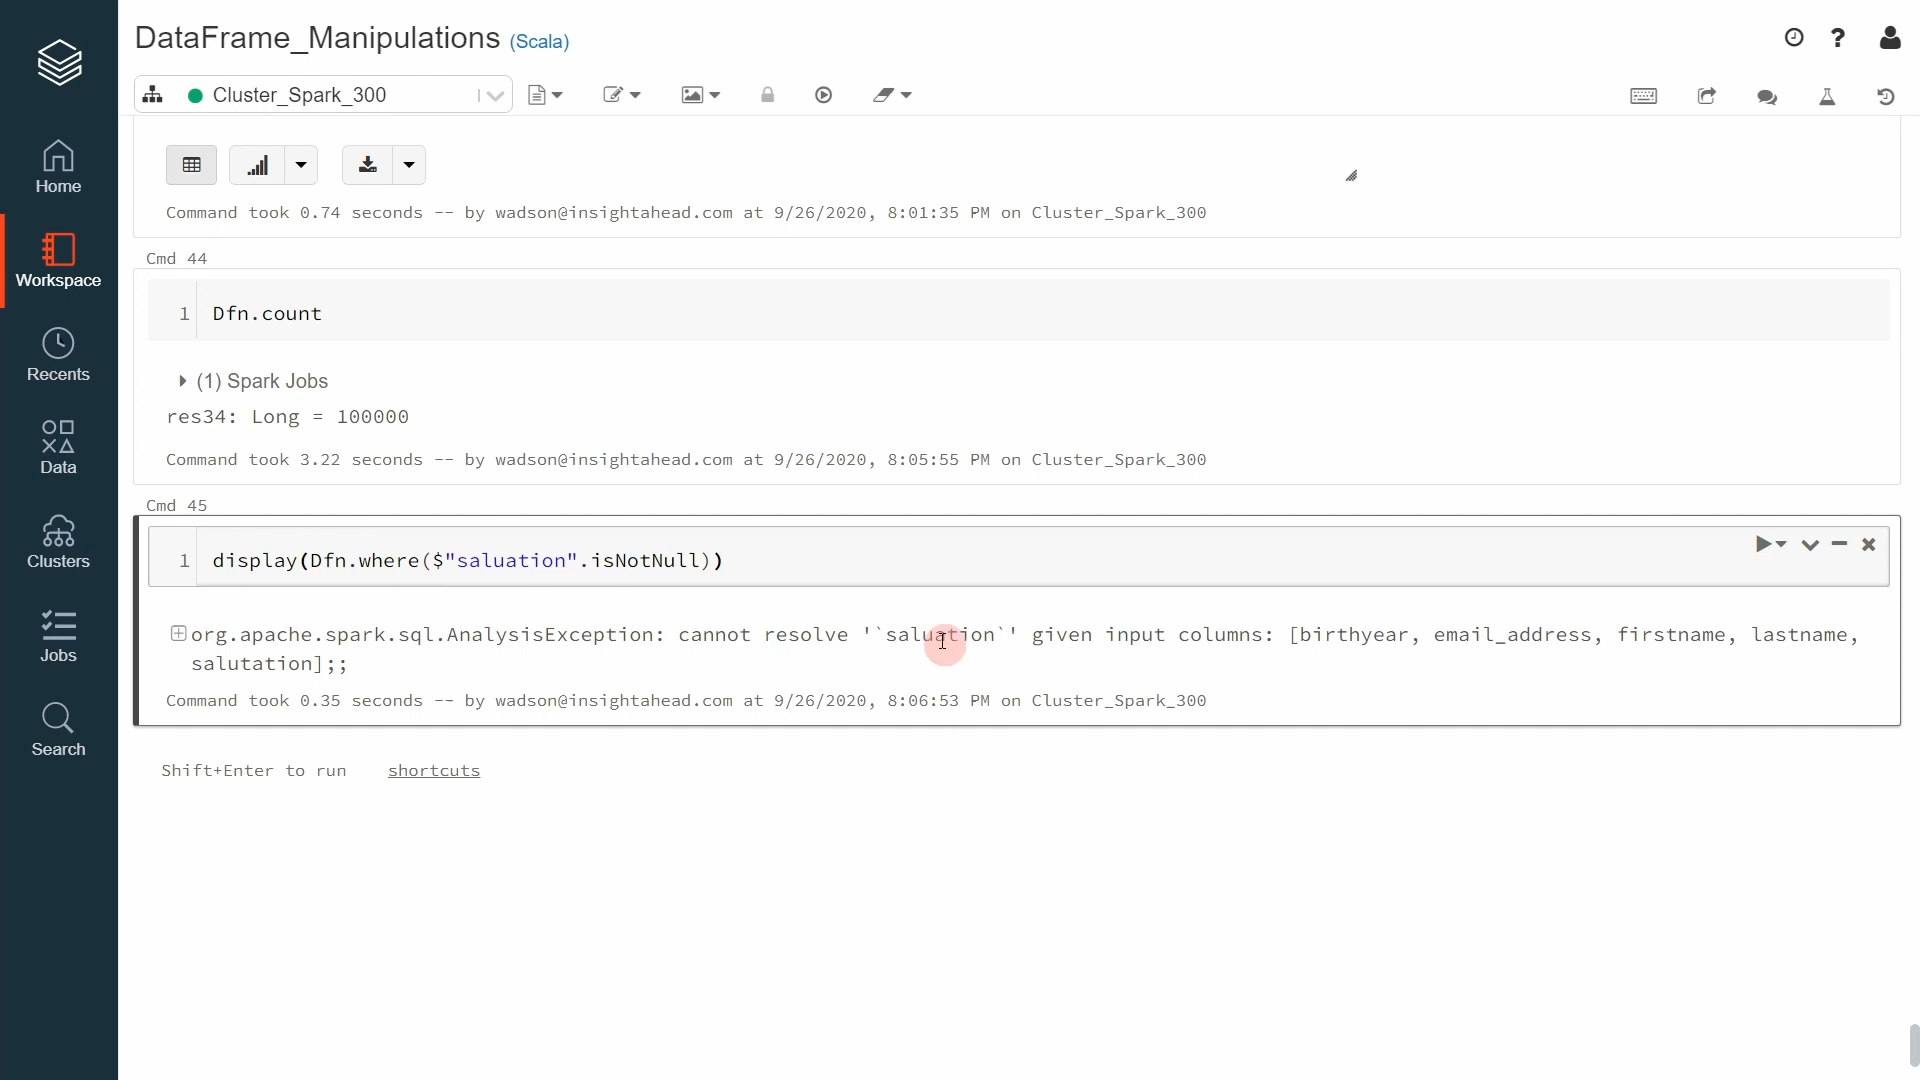 DataFrame_Manipulations (Scala)
Cluster_Spark_300
Home
Workspace
Recents
Data
Clusters
Jobs
Search
Command took 0.74 seconds -- by wadson@insightahead.com at 9/26/2020, 8:01:35 PM on Cluster_Spark_300
Cmd 44
1 Dfn.count
(1) Spark Jobs
res34: Long = 100000
Command took 3.22 seconds -- by wadson@insightahead.com at 9/26/2020, 8:05:55 PM on Cluster_Spark_300
Cmd 45
1 display(Dfn.where($"saluation".isNotNull))
org.apache.spark.sql.AnalysisException: cannot resolve '`saluation`' given input columns: [birthyear, email_address, firstname, lastname,
salutation];;
Command took 0.35 seconds -- by wadson@insightahead.com at 9/26/2020, 8:06:53 PM on Cluster_Spark_300
Shift+Enter to run shortcuts